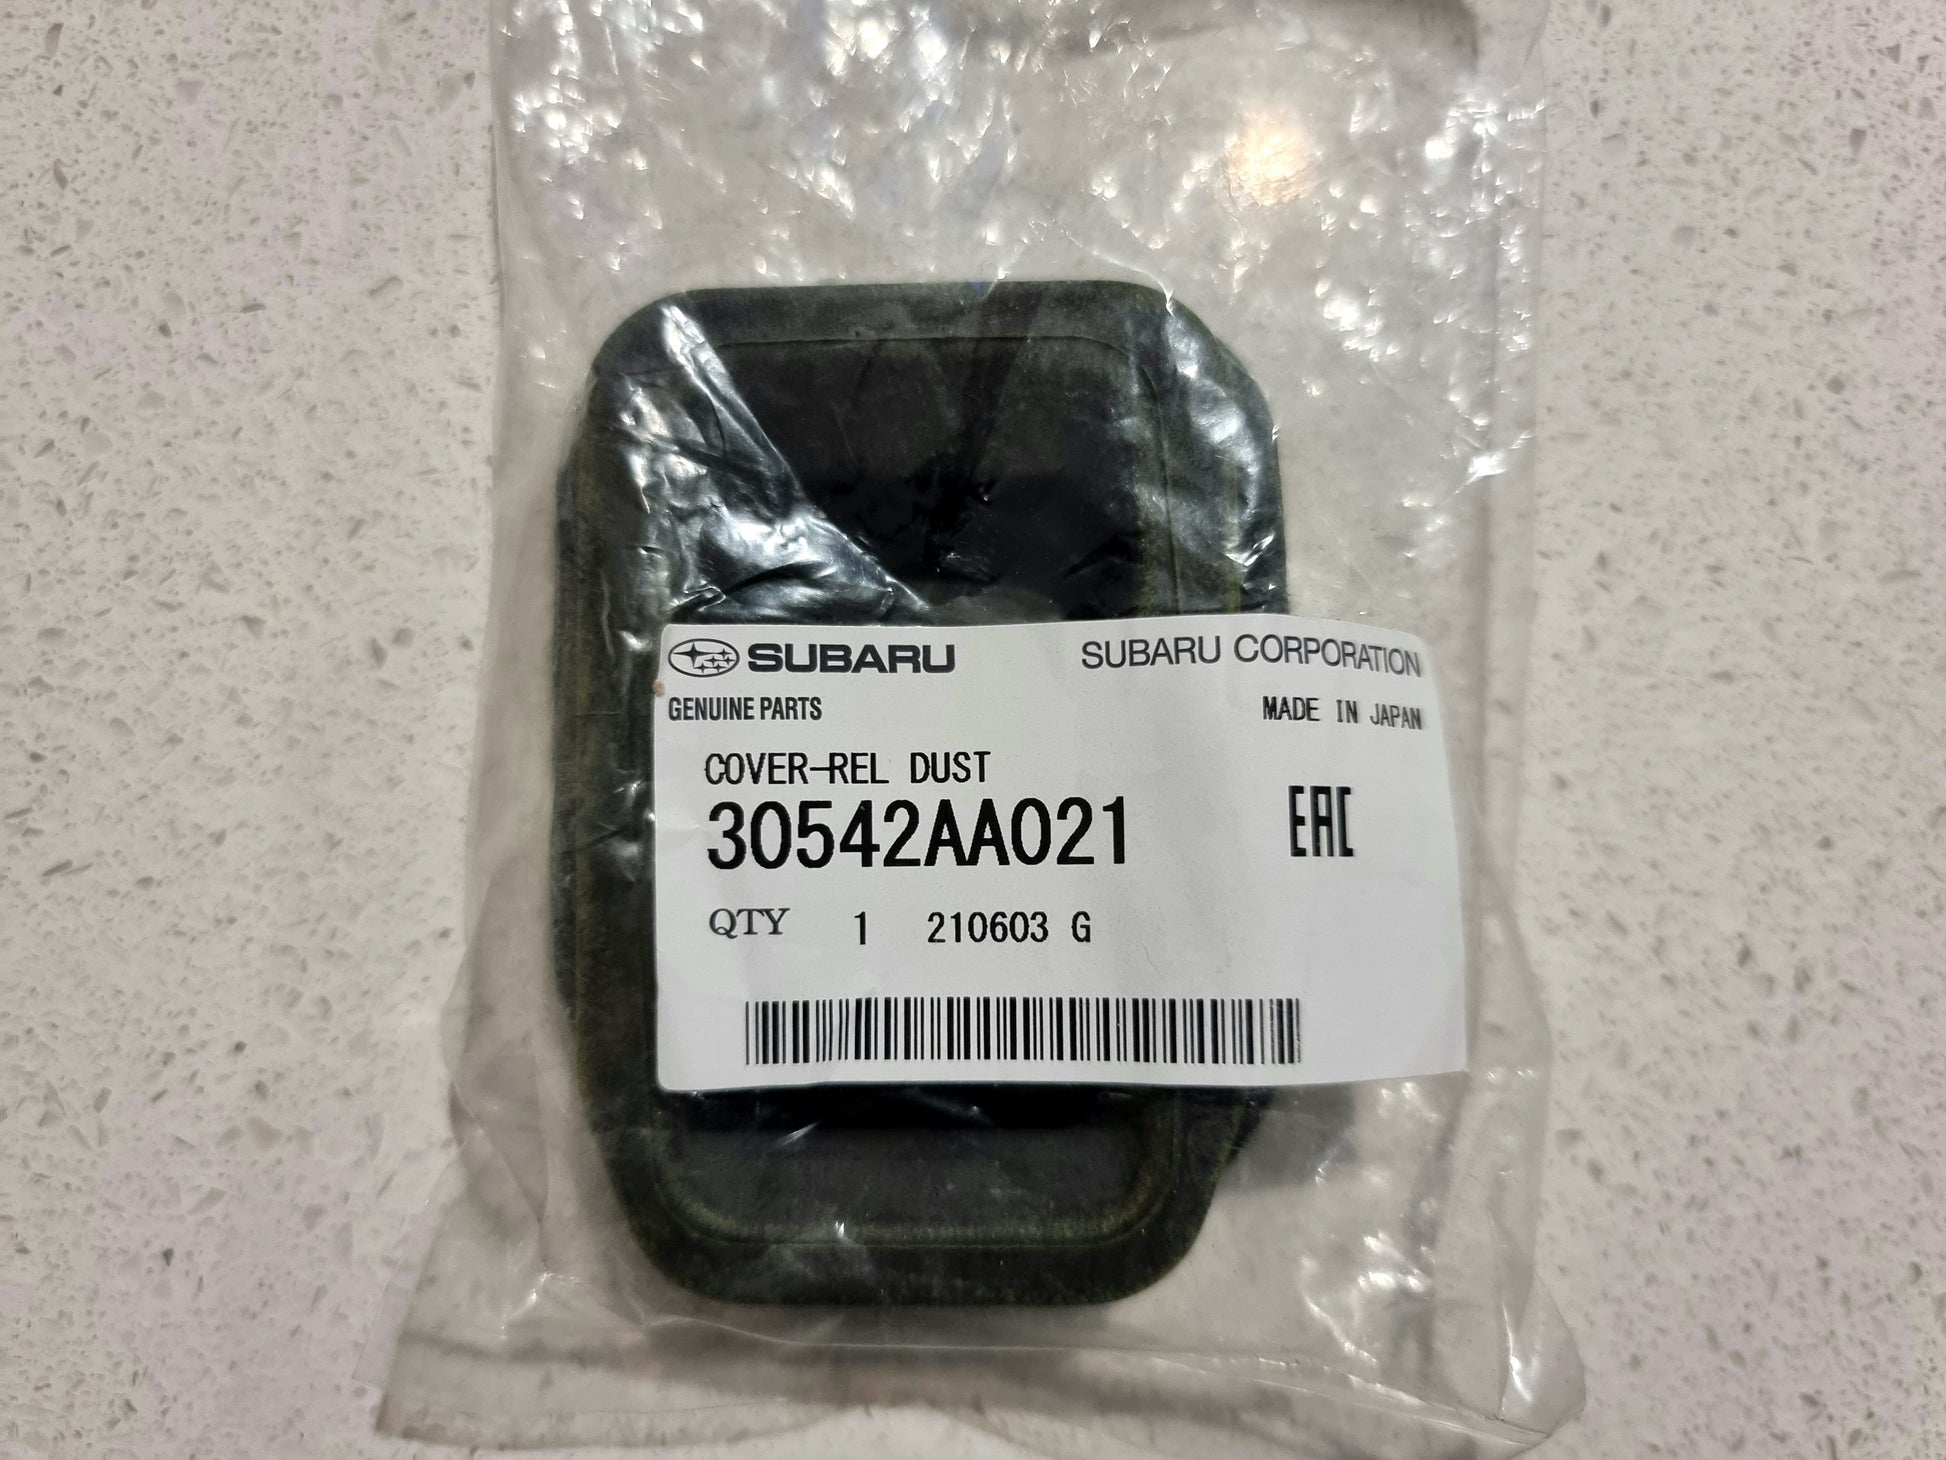 SUBARU SUBARU CORPORATION
GENUINE PARTS MADE IN JAPAN
COVER-REL DUST
30542AA021 EAC
QTY 1 210603 G